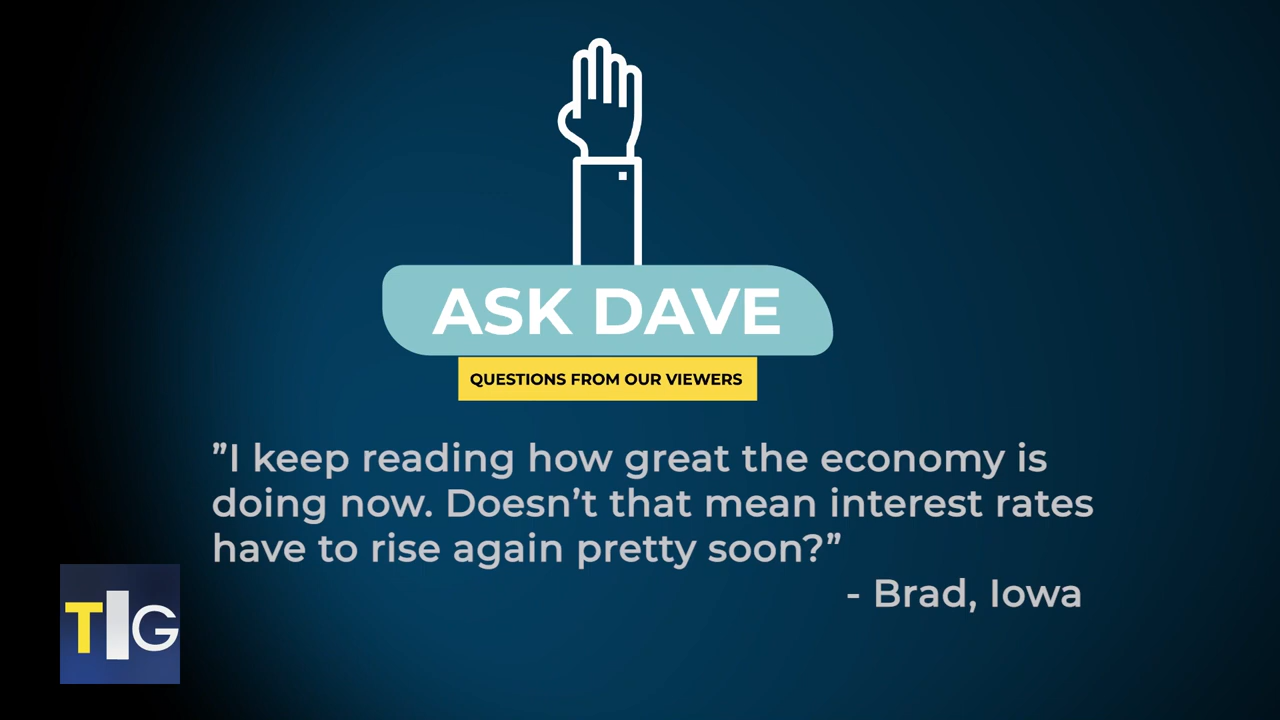 ASK DAVE
QUESTIONS FROM OUR VIEWERS
”I keep reading how great the economy is
doing now. Doesn’t that mean interest rates
have to rise again pretty soon?”
- Brad, Iowa
TIG